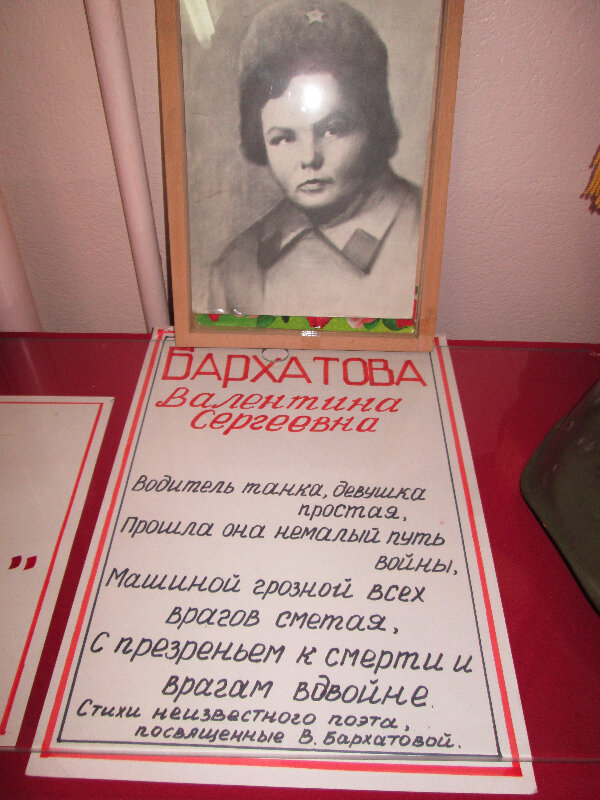 БАРХАТОВА
Валентина
Сергеевна
Водитель танка, девушка
простая,
Прошла она немалый путь
войны,
Машиной грозной всех
врагов сметая,
С презреньем к смерти и
врагам вдвойне.
Стихи неизвестного поэта,
посвященные В. Бархатовой.
"